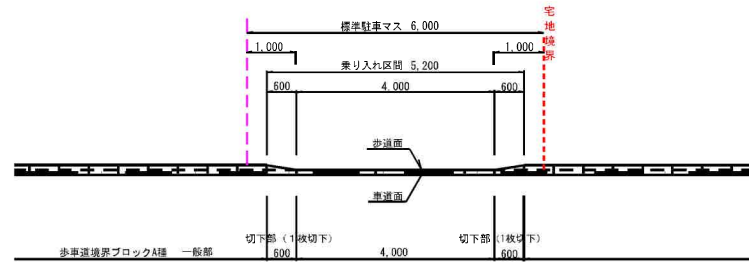 標準駐車マス 6,000
宅地境界
1,000
1,000
乗り入れ区間 5,200
600
4,000
600
歩道面
車道面
切下部(1枚切下)
切下部(1枚切下)
歩車道境界ブロックA種 一般部
600
4,000
600